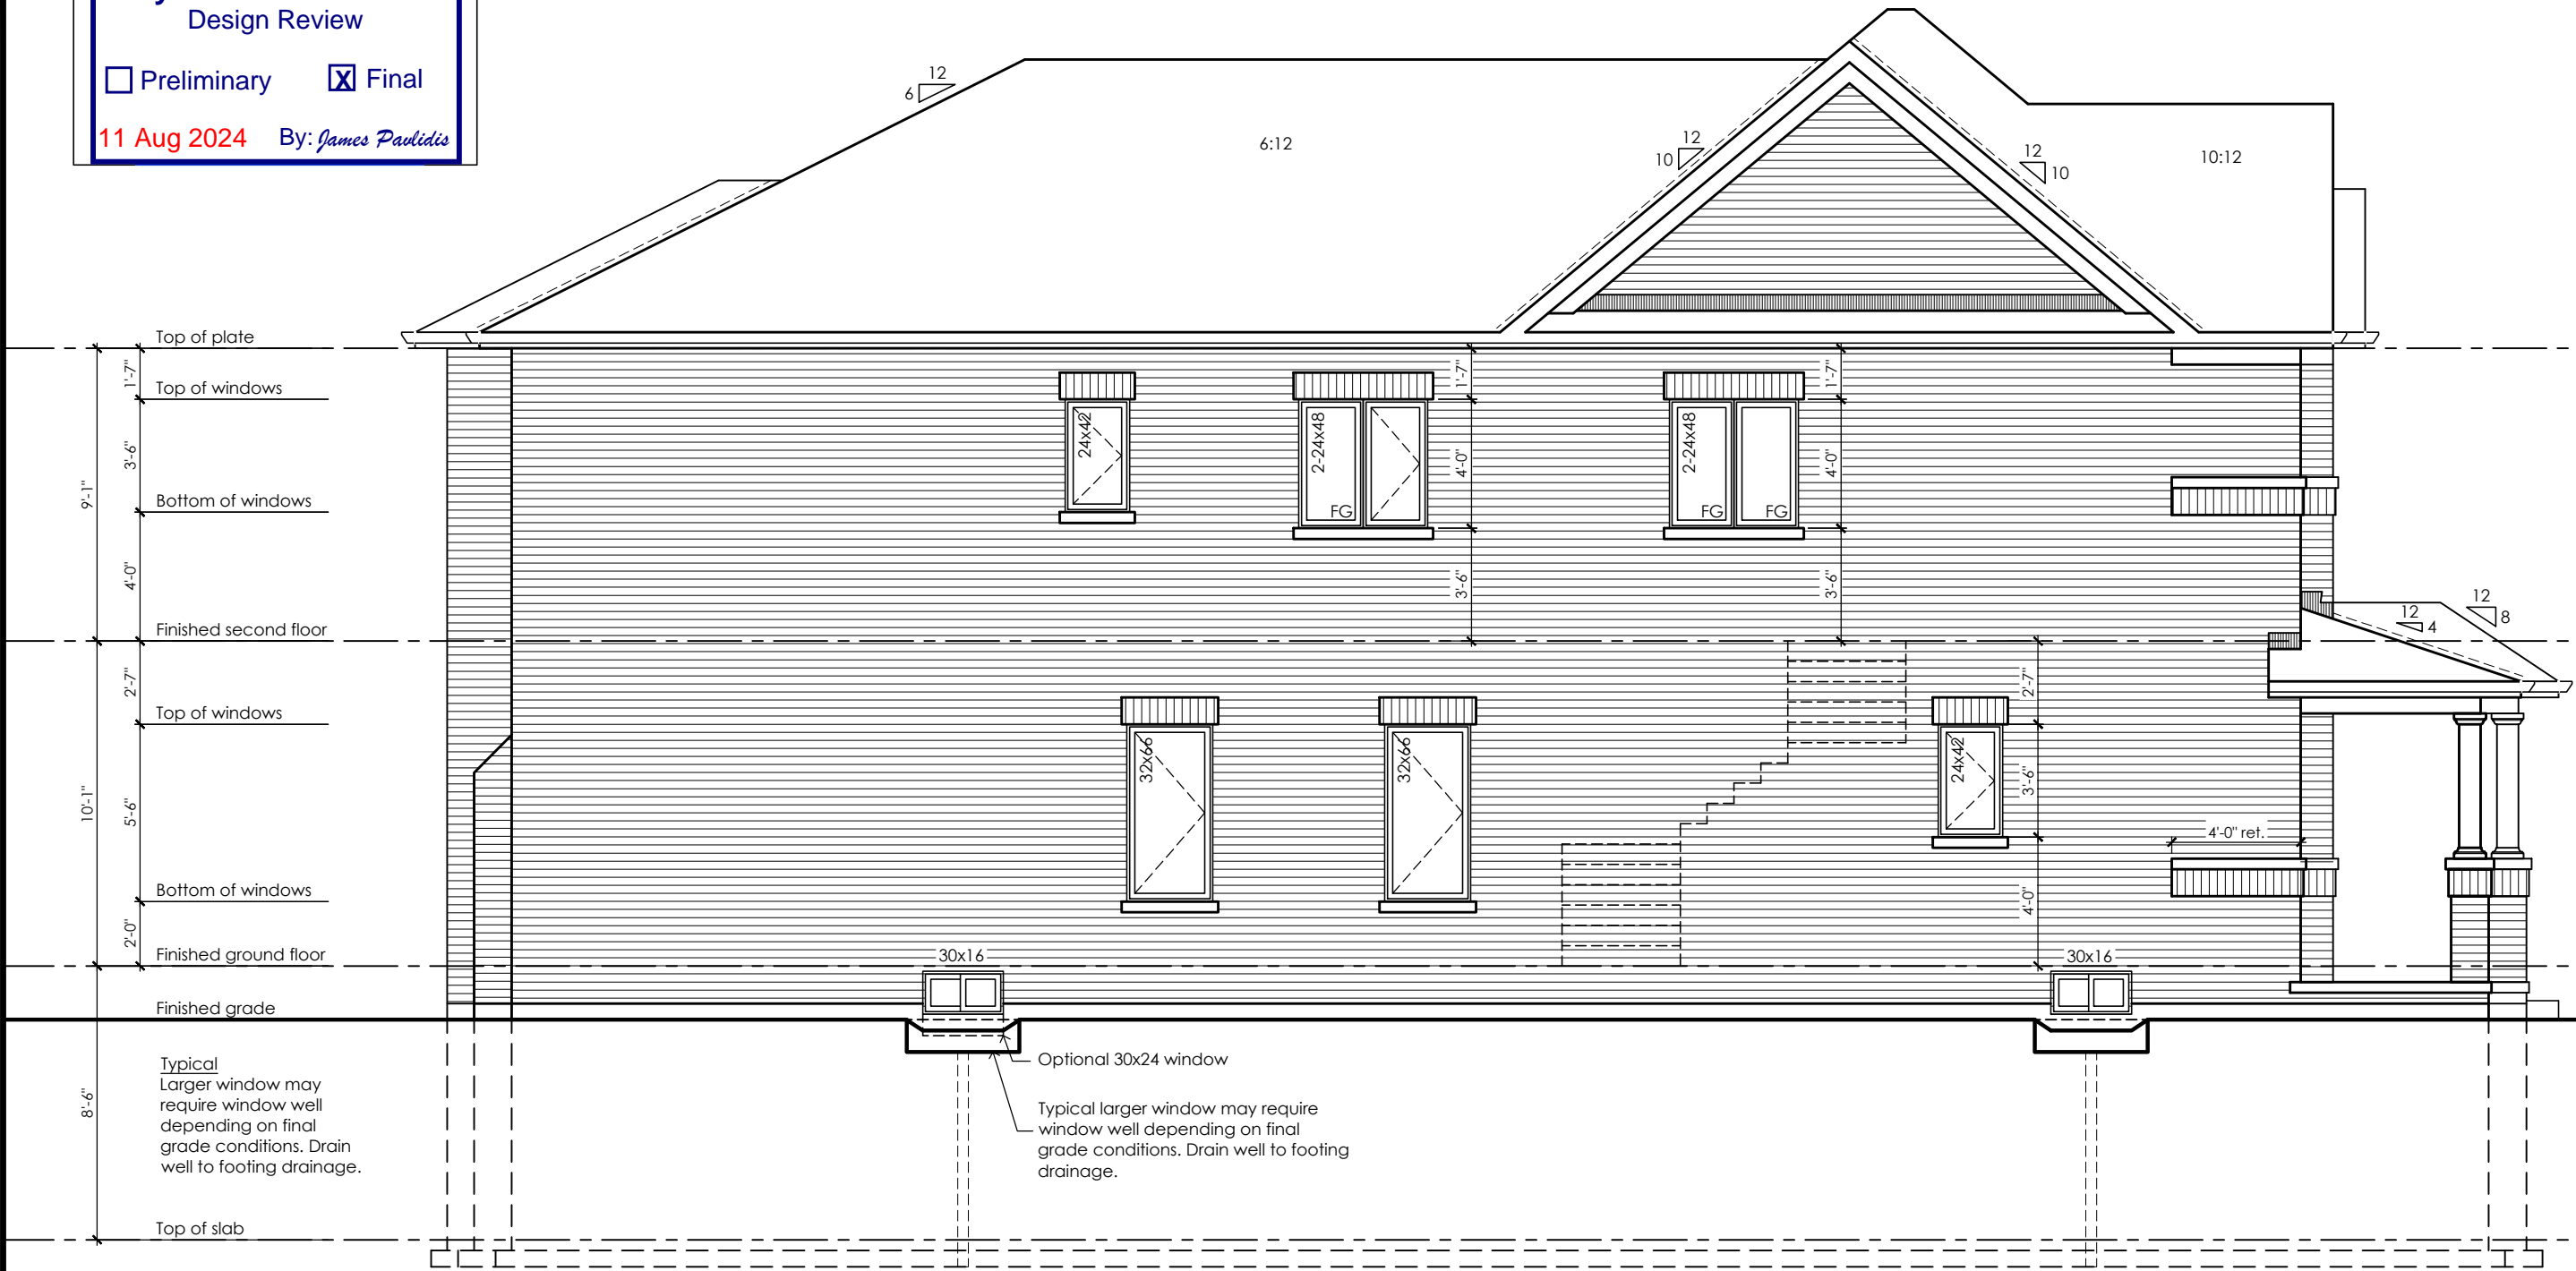 Design Review
Preliminary
X Final
11 Aug 2024 By: James Pavlidis
12
6
6:12
12
10
12
10
10:12
Top of plate
1'-7"
Top of windows
3'-6"
Bottom of windows
9'-1"
4'-0"
Finished second floor
2'-7"
Top of windows
10'-1"
5'-6"
Bottom of windows
2'-0"
Finished ground floor
Finished grade
8'-6"
Top of slab
24x42
2-24x48
FG
1'-7"
4'-0"
3'-6"
2-24x48
FG
FG
1'-7"
4'-0"
3'-6"
12
4
12
8
32x66
32x66
24x42
2'-7"
3'-6"
4'-0"
4'-0" ret.
30x16
30x16
Typical
Larger window may
require window well
depending on final
grade conditions. Drain
well to footing drainage.
Optional 30x24 window
Typical larger window may require
window well depending on final
grade conditions. Drain well to footing
drainage.